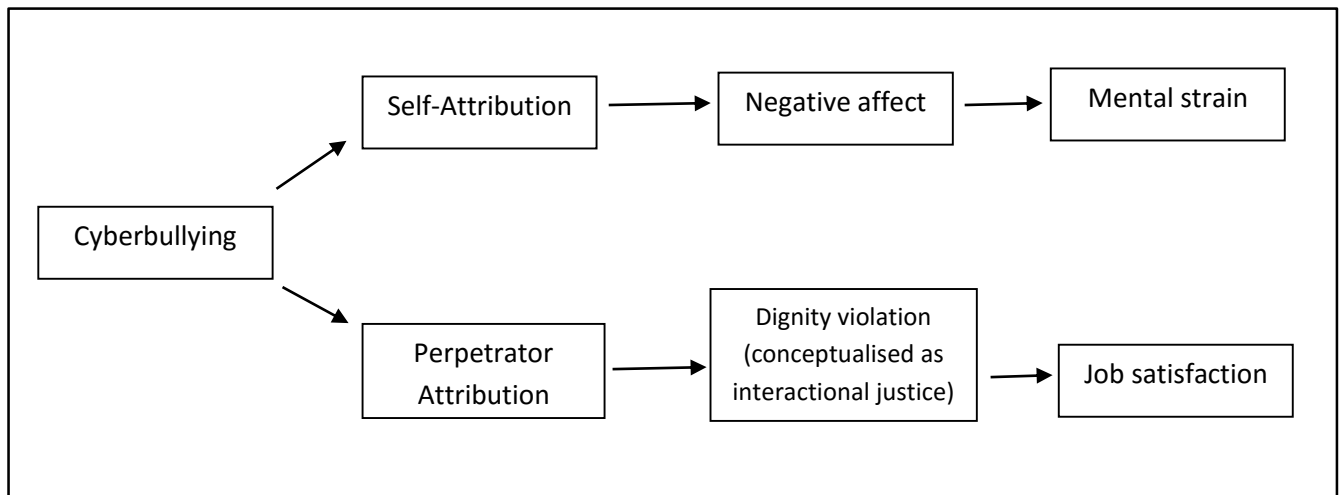 Self-Attribution
Negative affect
Mental strain
Cyberbullying
Perpetrator
Attribution
Dignity violation
(conceptualised as
interactional justice)
Job satisfaction